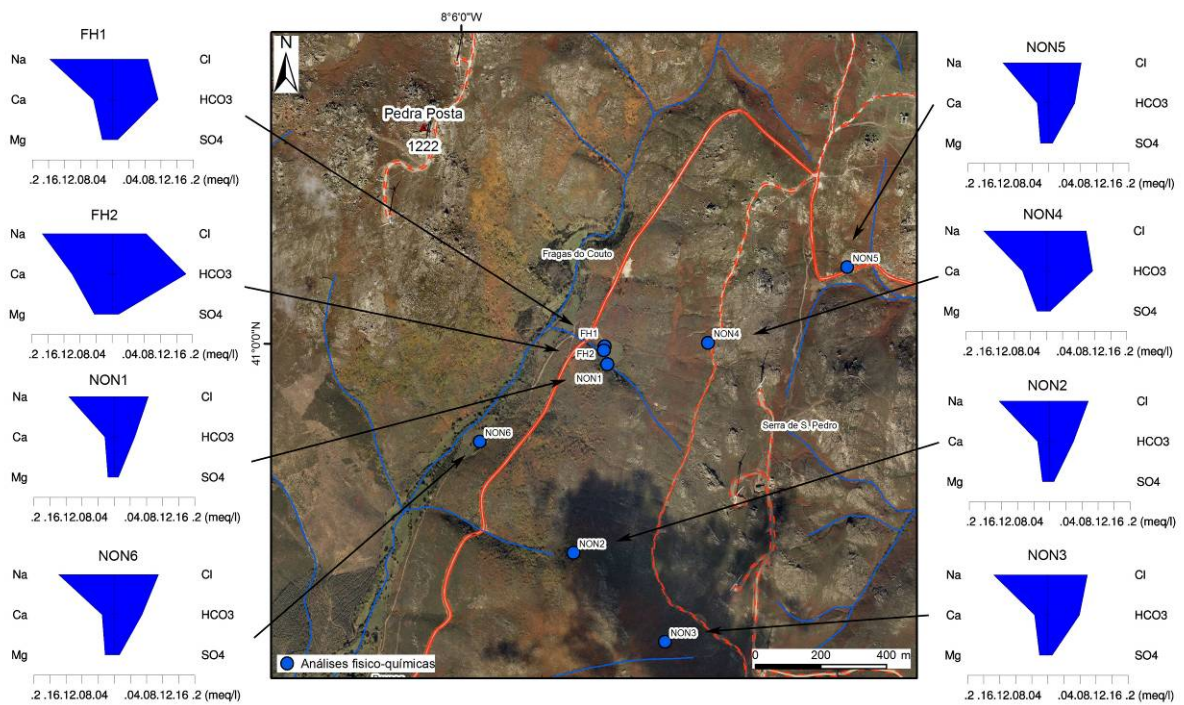 8°6'0"W
41°0'0"N
N
FH1
Na Cl
Ca HCO3
Mg SO4
.2 .16.12.08.04 .04.08.12.16 .2 (meq/l)
FH2
Na Cl
Ca HCO3
Mg SO4
.2 .16.12.08.04 .04.08.12.16 .2 (meq/l)
NON1
Na Cl
Ca HCO3
Mg SO4
.2 .16.12.08.04 .04.08.12.16 .2 (meq/l)
NON6
Na Cl
Ca HCO3
Mg SO4
.2 .16.12.08.04 .04.08.12.16 .2 (meq/l)
Pedra Posta
1222
Fragas do Couto
NON5
NON4
FH1
FH2
NON1
Serra de S. Pedro
NON6
NON2
NON3
Análises fisico-químicas
0 200 400 m
NON5
Na Cl
Ca HCO3
Mg SO4
.2 .16.12.08.04 .04.08.12.16 .2 (meq/l)
NON4
Na Cl
Ca HCO3
Mg SO4
.2 .16.12.08.04 .04.08.12.16 .2 (meq/l)
NON2
Na Cl
Ca HCO3
Mg SO4
.2 .16.12.08.04 .04.08.12.16 .2 (meq/l)
NON3
Na Cl
Ca HCO3
Mg SO4
.2 .16.12.08.04 .04.08.12.16 .2 (meq/l)